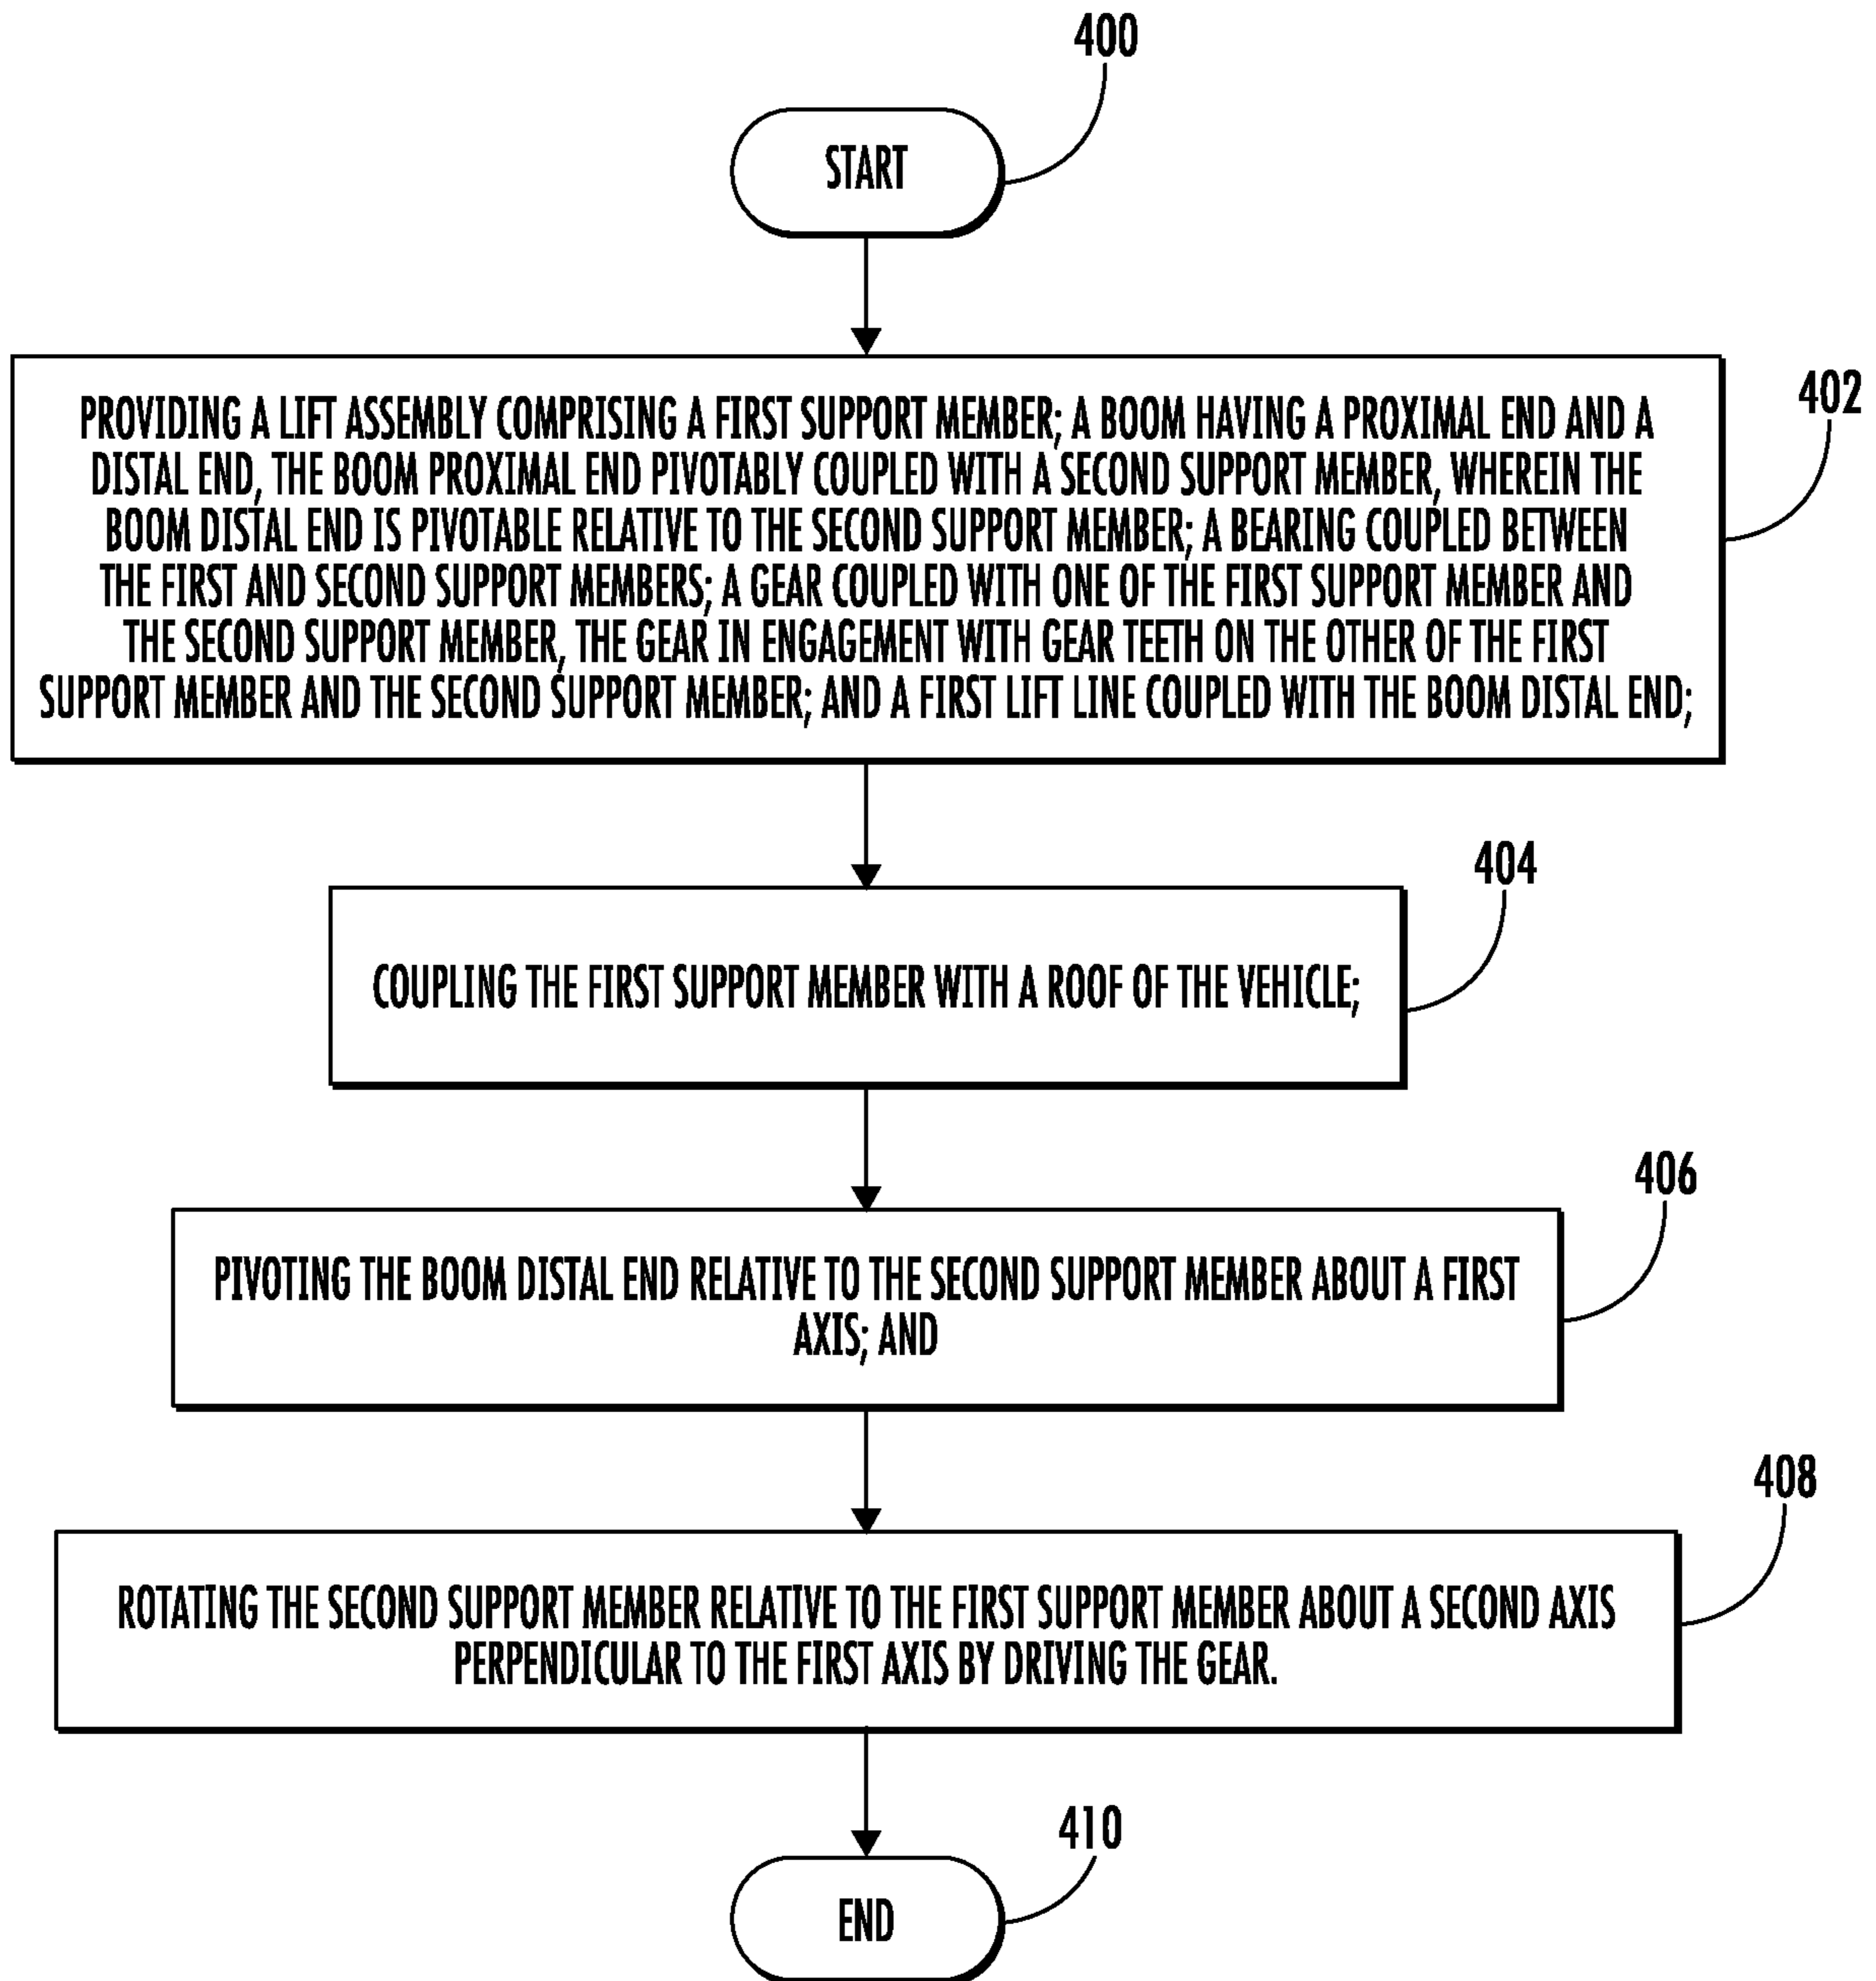 400
START
402
PROVIDING A LIFT ASSEMBLY COMPRISING A FIRST SUPPORT MEMBER; A BOOM HAVING A PROXIMAL END AND A
DISTAL END, THE BOOM PROXIMAL END PIVOTABLY COUPLED WITH A SECOND SUPPORT MEMBER, WHEREIN THE
BOOM DISTAL END IS PIVOTABLE RELATIVE TO THE SECOND SUPPORT MEMBER; A BEARING COUPLED BETWEEN
THE FIRST AND SECOND SUPPORT MEMBERS; A GEAR COUPLED WITH ONE OF THE FIRST SUPPORT MEMBER AND
THE SECOND SUPPORT MEMBER, THE GEAR IN ENGAGEMENT WITH GEAR TEETH ON THE OTHER OF THE FIRST
SUPPORT MEMBER AND THE SECOND SUPPORT MEMBER; AND A FIRST LIFT LINE COUPLED WITH THE BOOM DISTAL END;
404
COUPLING THE FIRST SUPPORT MEMBER WITH A ROOF OF THE VEHICLE;
406
PIVOTING THE BOOM DISTAL END RELATIVE TO THE SECOND SUPPORT MEMBER ABOUT A FIRST
AXIS; AND
408
ROTATING THE SECOND SUPPORT MEMBER RELATIVE TO THE FIRST SUPPORT MEMBER ABOUT A SECOND AXIS
PERPENDICULAR TO THE FIRST AXIS BY DRIVING THE GEAR.
410
END